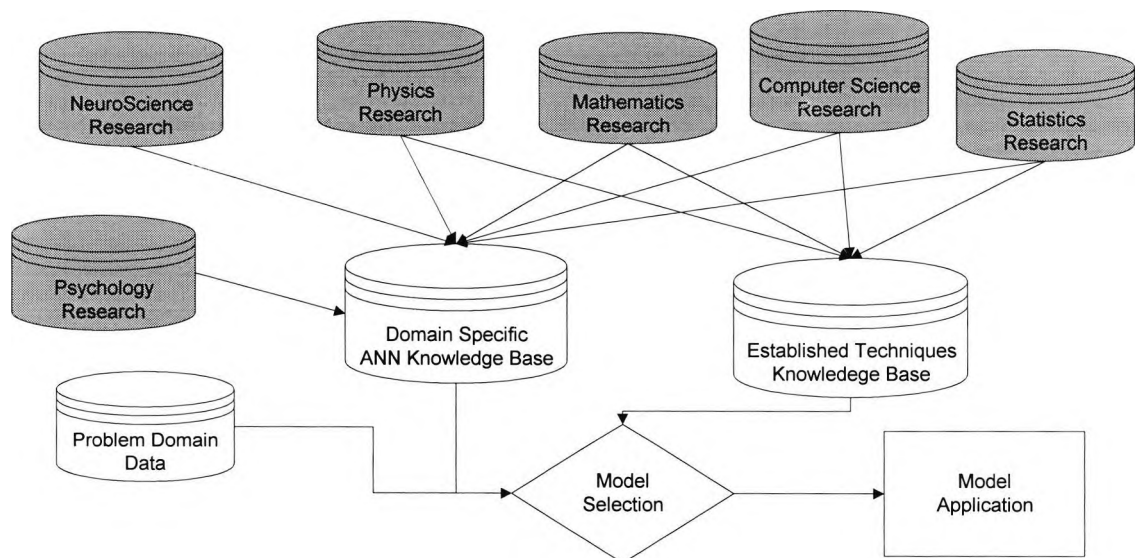 NeuroScience
Research
Physics
Research
Mathematics
Research
Computer Science
Research
Statistics
Research
Psychology
Research
Domain Specific
ANN Knowledge Base
Established Techniques
Knowledege Base
Problem Domain
Data
Model
Selection
Model
Application